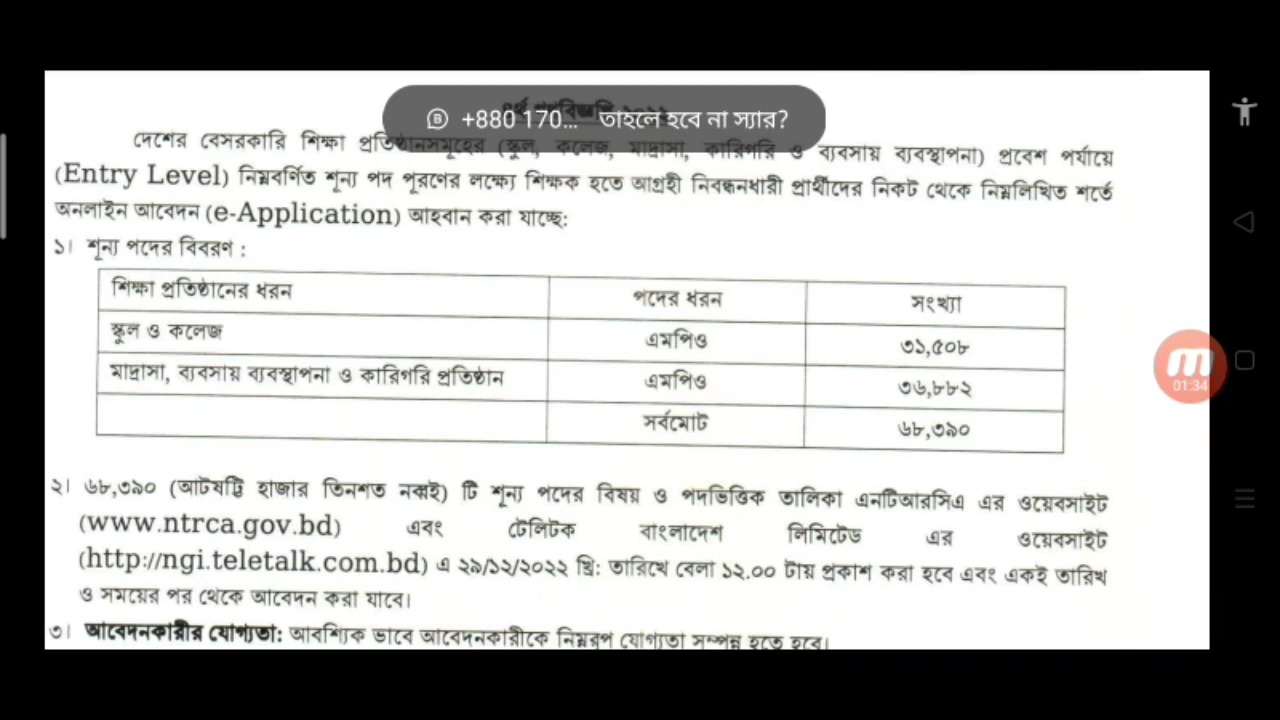 +880 170... তাহলে হবে না স্যার?
দেশের বেসরকারি শিক্ষা প্রতিষ্ঠানসমূহের (স্কুল, কলেজ, মাদ্রাসা, কারিগরি ও ব্যবসায় ব্যবস্থাপনা) প্রবেশ পর্যায়ে
(Entry Level) নিম্নবর্ণিত শূন্য পদ পূরণের লক্ষ্যে শিক্ষক হতে আগ্রহী নিবন্ধনধারী প্রার্থীদের নিকট থেকে নিম্নলিখিত শর্তে
অনলাইন আবেদন (e-Application) আহবান করা যাচ্ছে:
১। শূন্য পদের বিবরণ :
শিক্ষা প্রতিষ্ঠানের ধরন পদের ধরন সংখ্যা
স্কুল ও কলেজ এমপিও ৩১,৫০৮
মাদ্রাসা, ব্যবসায় ব্যবস্থাপনা ও কারিগরি প্রতিষ্ঠান এমপিও ৩৬,৮৮২
সর্বমোট ৬৮,৩৯০
২। ৬৮,৩৯০ (আটষট্টি হাজার তিনশত নব্বই) টি শূন্য পদের বিষয় ও পদভিত্তিক তালিকা এনটিআরসিএ এর ওয়েবসাইট
(www.ntrca.gov.bd) এবং টেলিটক বাংলাদেশ লিমিটেড এর ওয়েবসাইট
(http://ngi.teletalk.com.bd) এ ২৯/১২/২০২২ খ্রি: তারিখে বেলা ১২.০০ টায় প্রকাশ করা হবে এবং একই তারিখ
ও সময়ের পর থেকে আবেদন করা যাবে।
৩। আবেদনকারীর যোগ্যতা: আবশ্যিক ভাবে আবেদনকারীকে নিম্নরূপ যোগ্যতা সম্পন্ন হতে হবে।
01:34